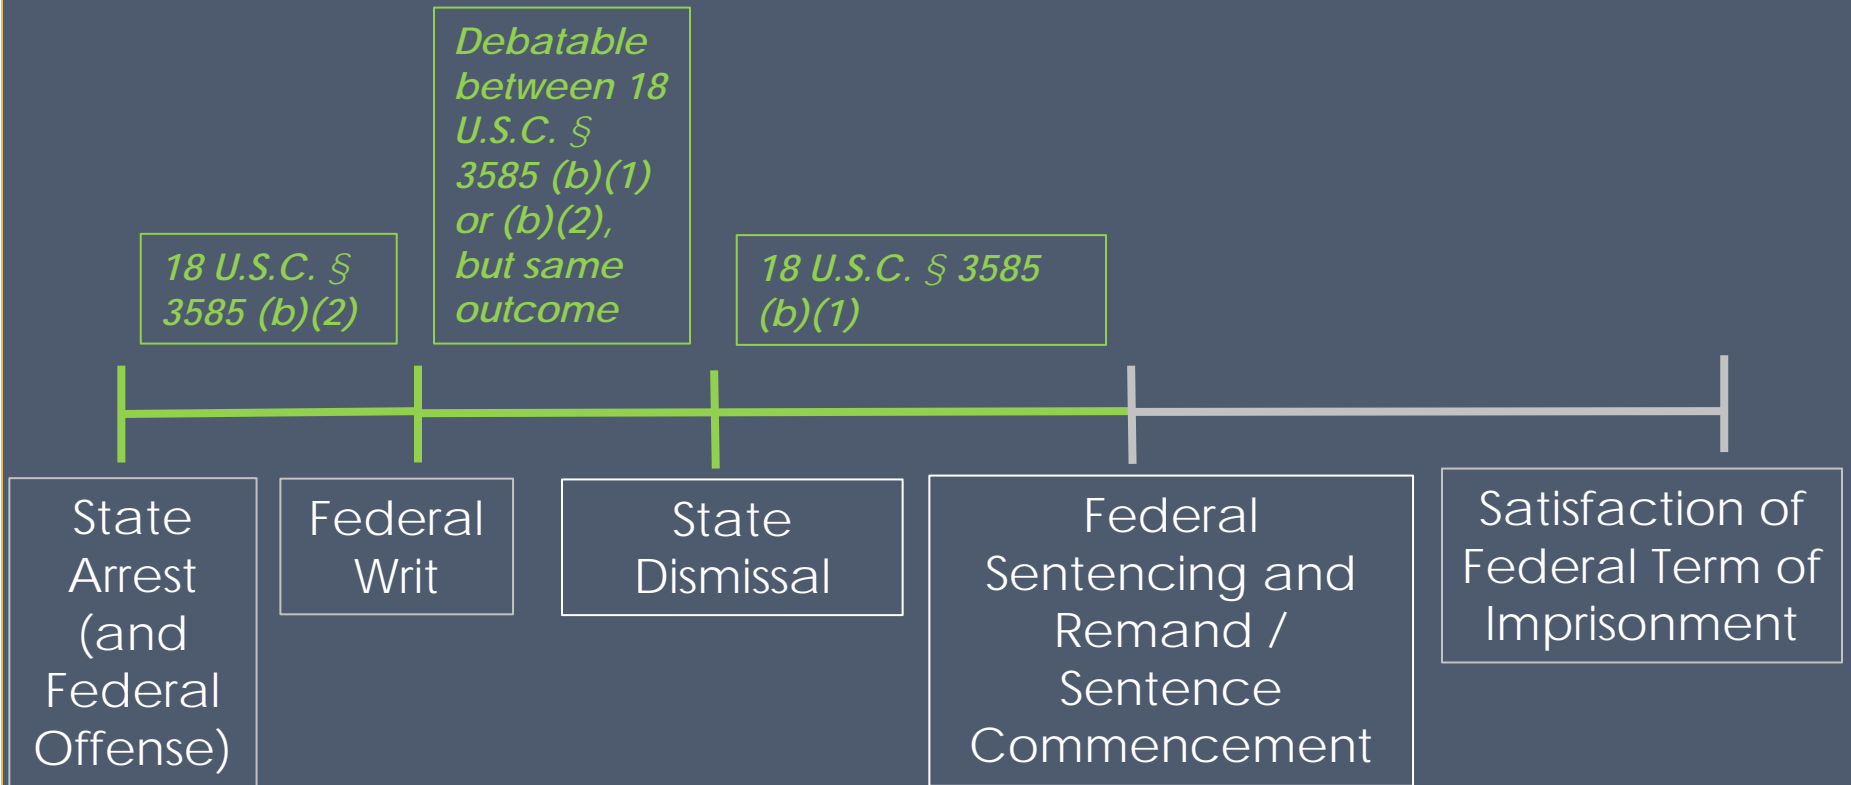 Debatable
between 18
U.S.C. §
3585 (b)(1)
or (b)(2),
but same
outcome
18 U.S.C. §
3585 (b)(2)
18 U.S.C. § 3585
(b)(1)
State
Arrest
(and
Federal
Offense)
Federal
Writ
State
Dismissal
Federal
Sentencing and
Remand /
Sentence
Commencement
Satisfaction of
Federal Term of
Imprisonment